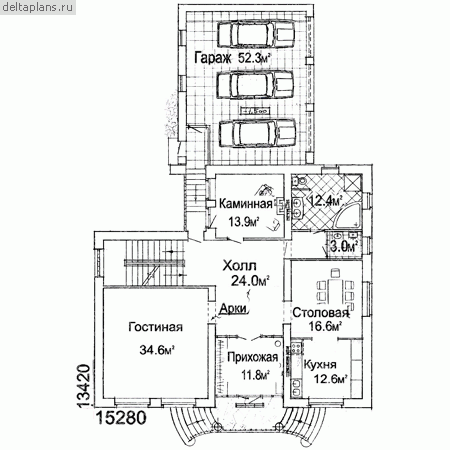 deltaplans.ru
Гараж 52.3м²
Каминная
13.9м²
12.4м²
3.0м²
Холл
24.0м²
Арки
Столовая
16.6м²
Гостиная
34.6м²
Прихожая
11.8м²
Кухня
12.6м²
13420
15280